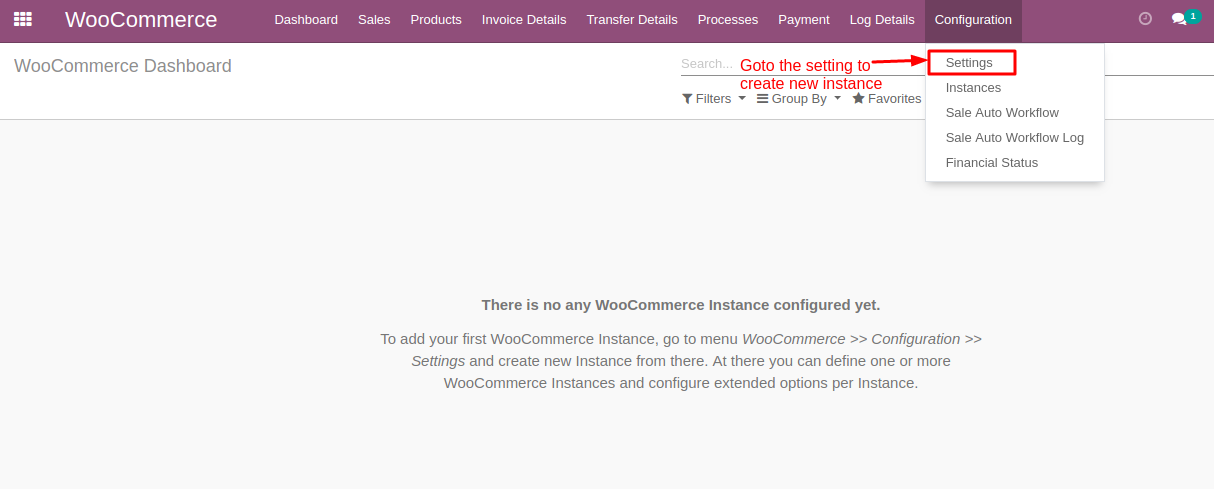 WooCommerce Dashboard Sales Products Invoice Details Transfer Details Processes Payment Log Details Configuration 1
WooCommerce Dashboard
Search...
Goto the setting to
create new instance
Filters Group By Favorites
Settings
Instances
Sale Auto Workflow
Sale Auto Workflow Log
Financial Status
There is no any WooCommerce Instance configured yet.
To add your first WooCommerce Instance, go to menu WooCommerce >> Configuration >>
Settings and create new Instance from there. At there you can define one or more
WooCommerce Instances and configure extended options per Instance.